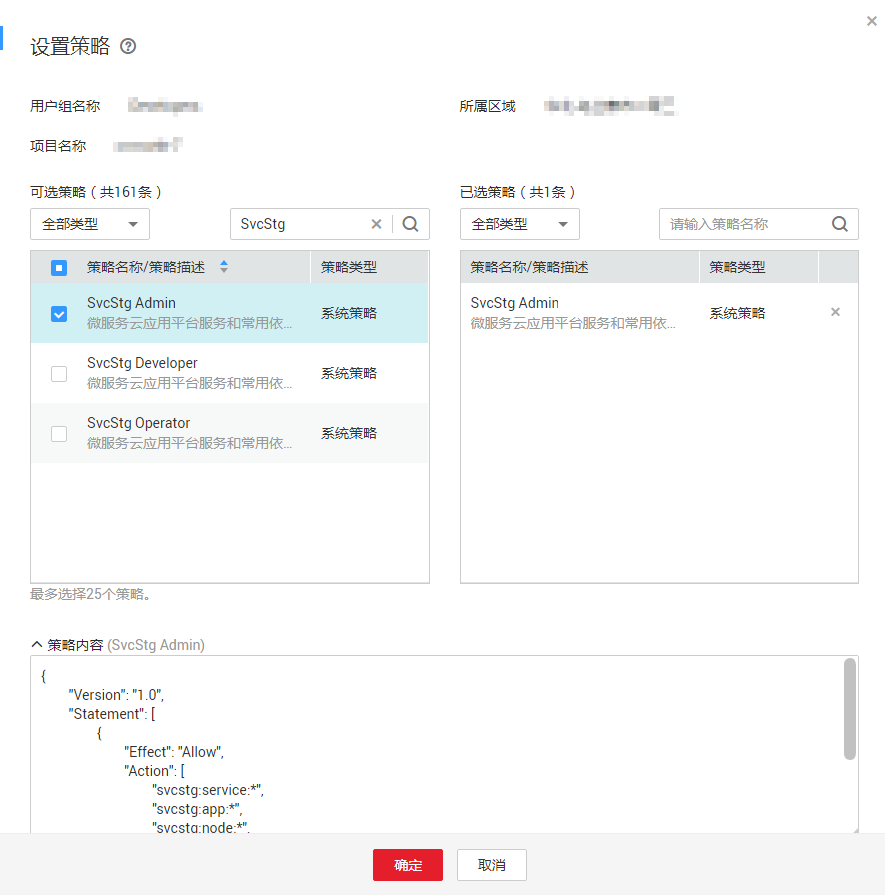 设置策略 ?
用户组名称
所属区域
项目名称
可选策略（共161条）
已选策略（共1条）
全部类型
SvcStg
全部类型
请输入策略名称
策略名称/策略描述 策略类型
策略名称/策略描述 策略类型
SvcStg Admin
微服务云应用平台服务和常用依...
系统策略
SvcStg Admin
微服务云应用平台服务和常用依...
系统策略
SvcStg Developer
微服务云应用平台服务和常用依...
系统策略
SvcStg Operator
微服务云应用平台服务和常用依...
系统策略
最多选择25个策略。
策略内容 (SvcStg Admin)
{
"Version": "1.0",
"Statement": [
{
"Effect": "Allow",
"Action": [
"svcstg:service:*",
"svcstg:app:*",
"svcstg:node:*",
确定 取消